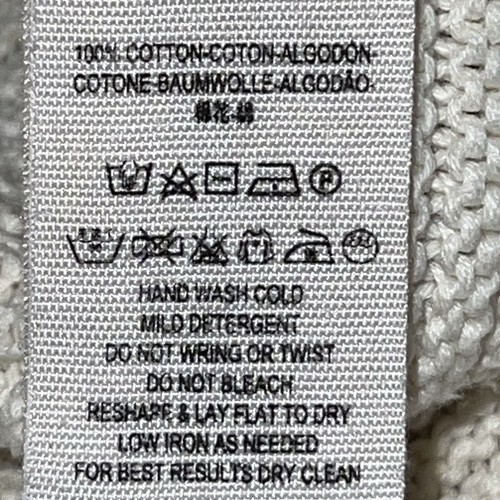 100% COTTON-COTON-ALGODÓN
COTONE-BAUMWOLLE-ALGODÃO-
棉花-綿
HAND WASH COLD
MILD DETERGENT
DO NOT WRING OR TWIST
DO NOT BLEACH
RESHAPE & LAY FLAT TO DRY
LOW IRON AS NEEDED
FOR BEST RESULTS DRY CLEAN